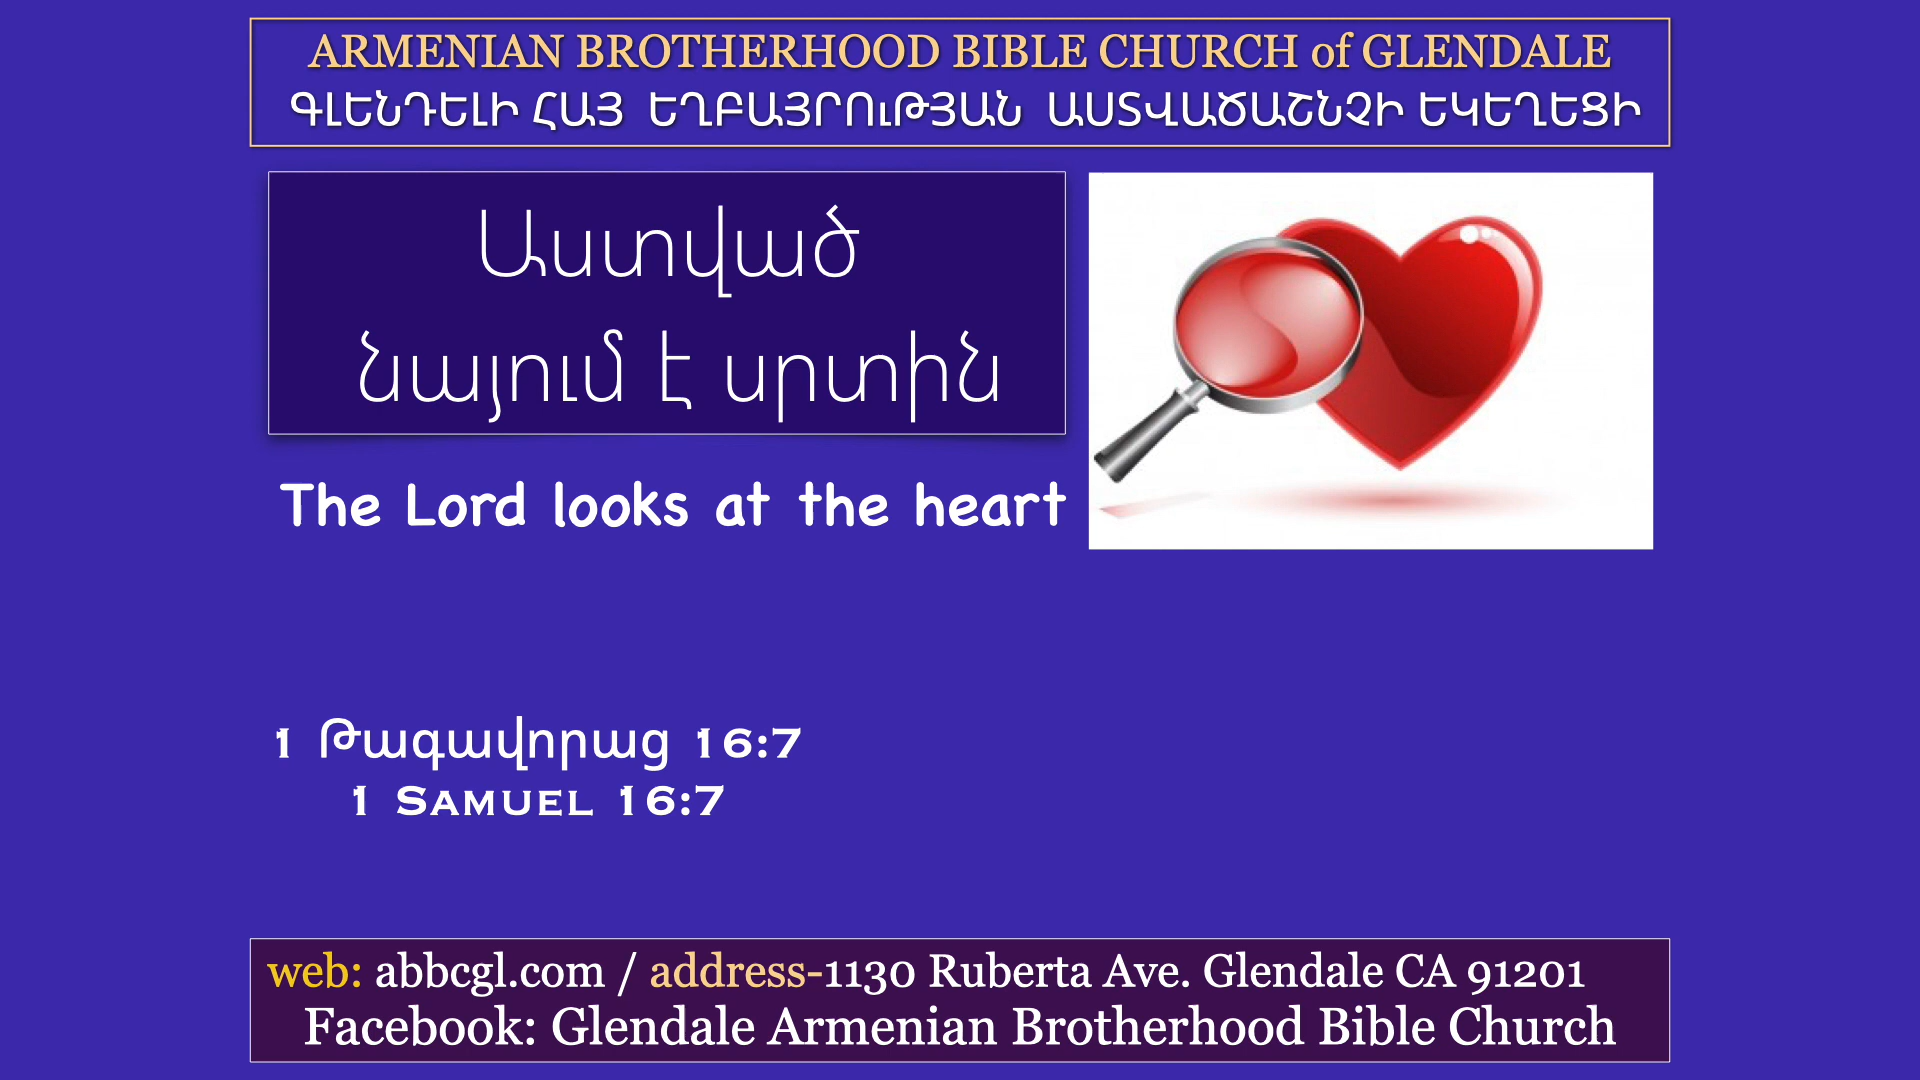 ARMENIAN BROTHERHOOD BIBLE CHURCH of GLENDALE
ԳԼԵՆԴԵԼԻ ՀԱՅ ԵՂԲԱՅՐՈւԹՅԱՆ ԱՍՏՎԱԾԱՇՆՉԻ ԵԿԵՂԵՑԻ
Աստված
նայում է սրտին
The Lord looks at the heart
1 Թագավորաց 16:7
1 Samuel 16:7
web: abbcgl.com / address-1130 Ruberta Ave. Glendale CA 91201
Facebook: Glendale Armenian Brotherhood Bible Church